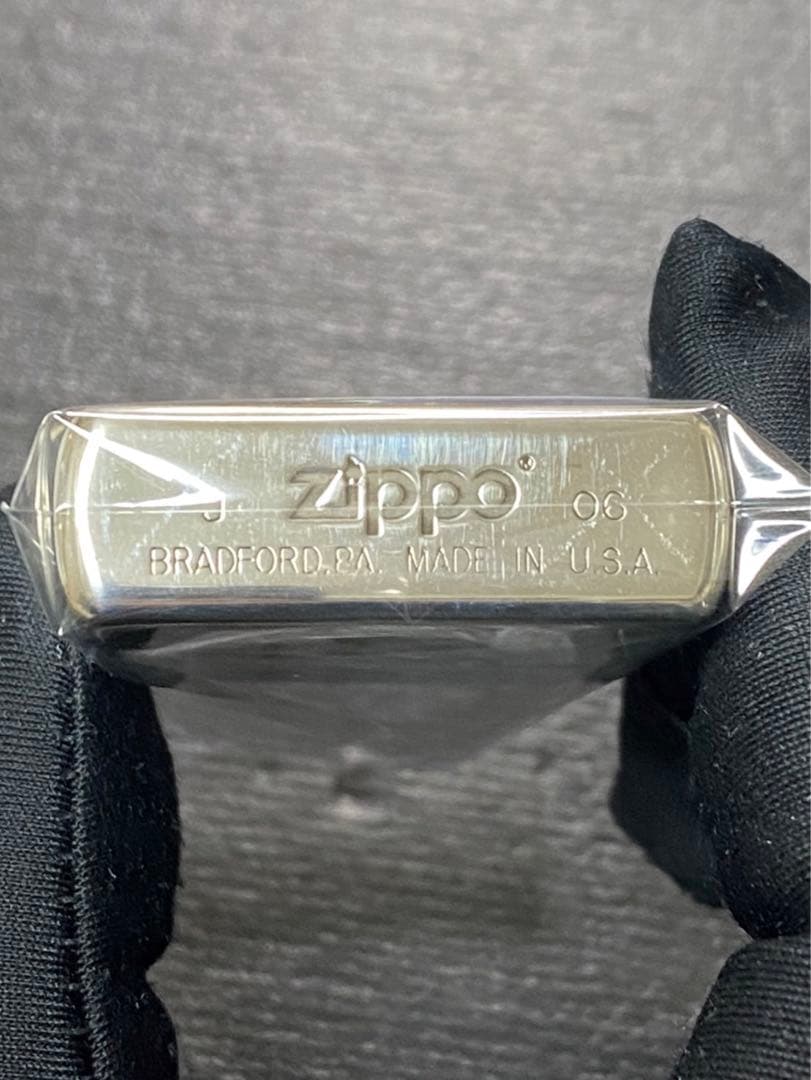 J zippo® 06
BRADFORD, PA. MADE IN U.S.A.